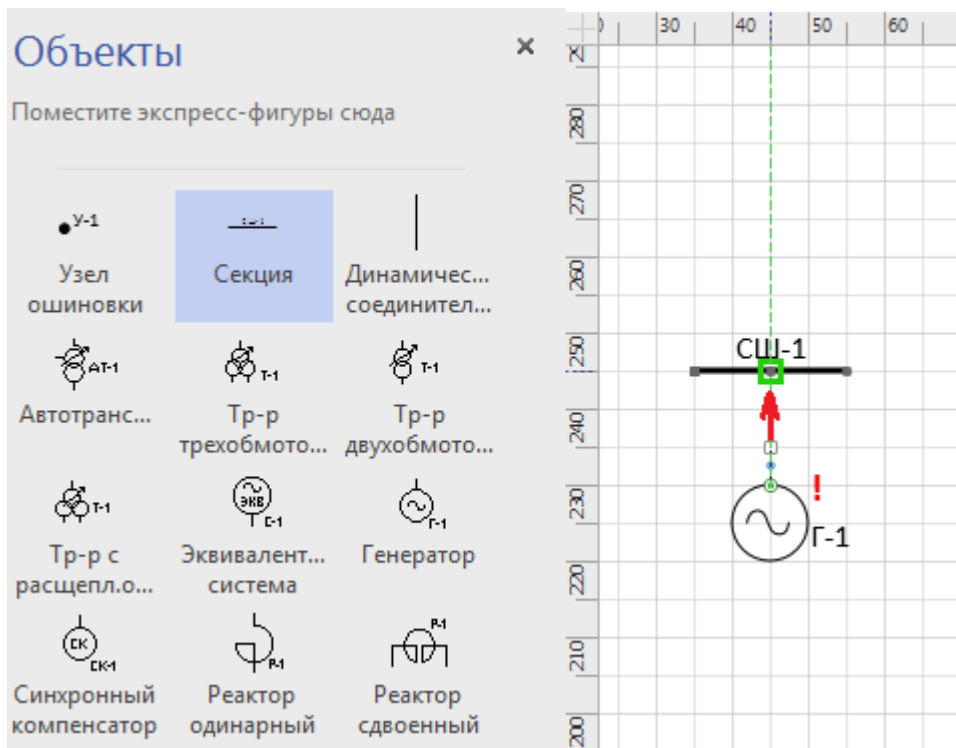 Объекты
Поместите экспресс-фигуры сюда
У-1
Узел
ошиновки
Секция
Динамичес...
соединител...
АТ-1
Автотранс...
Т-1
Тр-р
трехобмото...
Т-1
Тр-р
двухобмото...
Т-1
Тр-р с
расщепл.о...
ЭКВ
С-1
Эквивалент...
система
Г-1
Генератор
СК
СК-1
Синхронный
компенсатор
Р-1
Реактор
одинарный
Р-1
Реактор
сдвоенный
30 40 50 60
280
270
260
250
240
230
220
210
200
СШ-1
!
Г-1